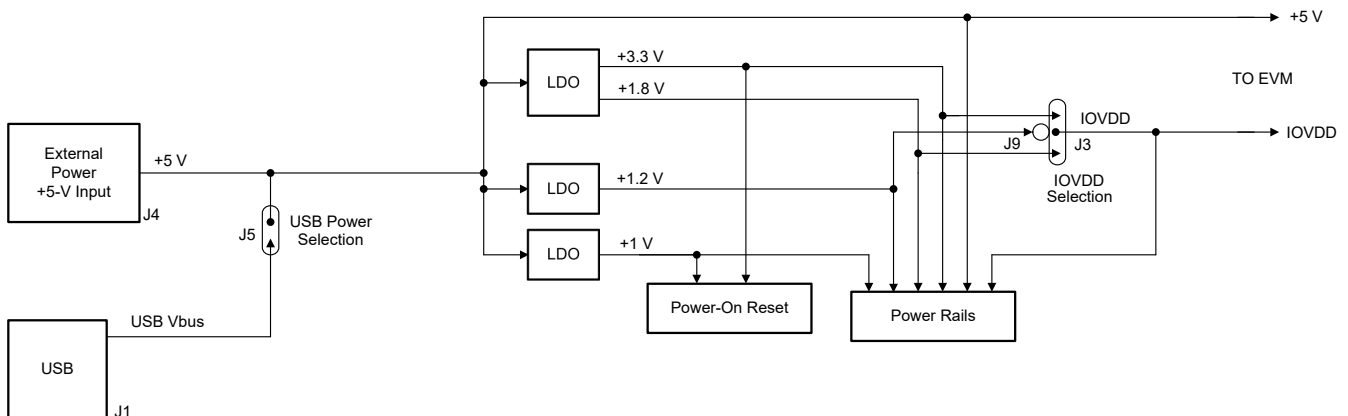 +5 V
+3.3 V
LDO
+1.8 V
TO EVM
IOVDD
J9
J3
IOVDD
IOVDD
Selection
External
Power
+5-V Input
J4
+5 V
LDO
+1.2 V
J5
USB Power
Selection
LDO
+1 V
Power-On Reset
Power Rails
USB Vbus
USB
J1